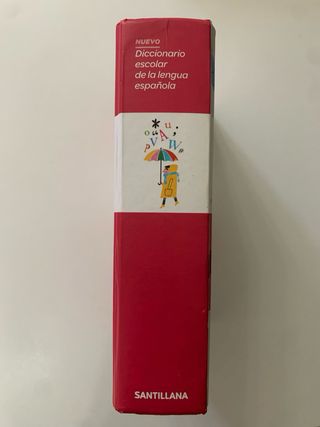 NUEVO
Diccionario
escolar
de la lengua
española
SANTILLANA